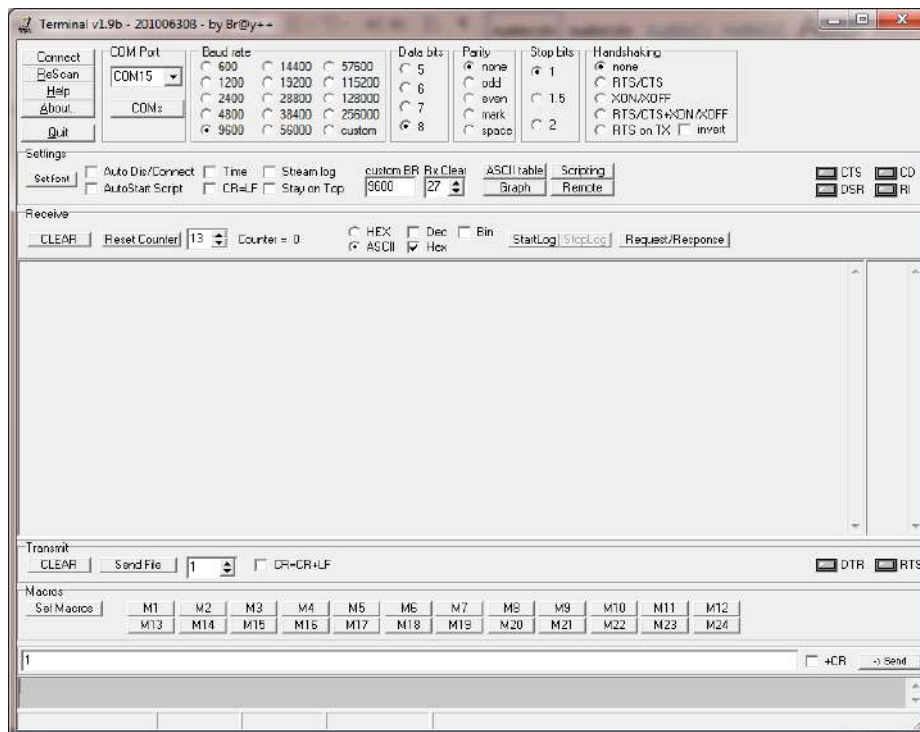 Terminal v1.9b - 20100630ß - by Br@y++
Connect
ReScan
Help
About..
Quit
COM Port
COM15
COMs
Baud rate
600 14400 57600
1200 19200 115200
2400 28800 128000
4800 38400 256000
9600 56000 custom
Data bits
5
6
7
8
Parity
none
odd
even
mark
space
Stop bits
1
1.5
2
Handshaking
none
RTS/CTS
XON/XOFF
RTS/CTS+XON/XOFF
RTS on TX invert
Settings
Set font
Auto Dis/Connect Time Stream log
AutoStart Script CR=LF Stay on Top
custom BR Rx Clear
9600 27
ASCII table Scripting
Graph Remote
CTS CD
DSR RI
Receive
CLEAR Reset Counter 13 Counter = 0
HEX Dec Bin
ASCII Hex
StartLog StopLog Request/Response
Transmit
CLEAR Send File 1 CR=CR+LF
DTR RTS
Macros
Set Macros
M1 M2 M3 M4 M5 M6 M7 M8 M9 M10 M11 M12
M13 M14 M15 M16 M17 M18 M19 M20 M21 M22 M23 M24
1
+CR -> Send